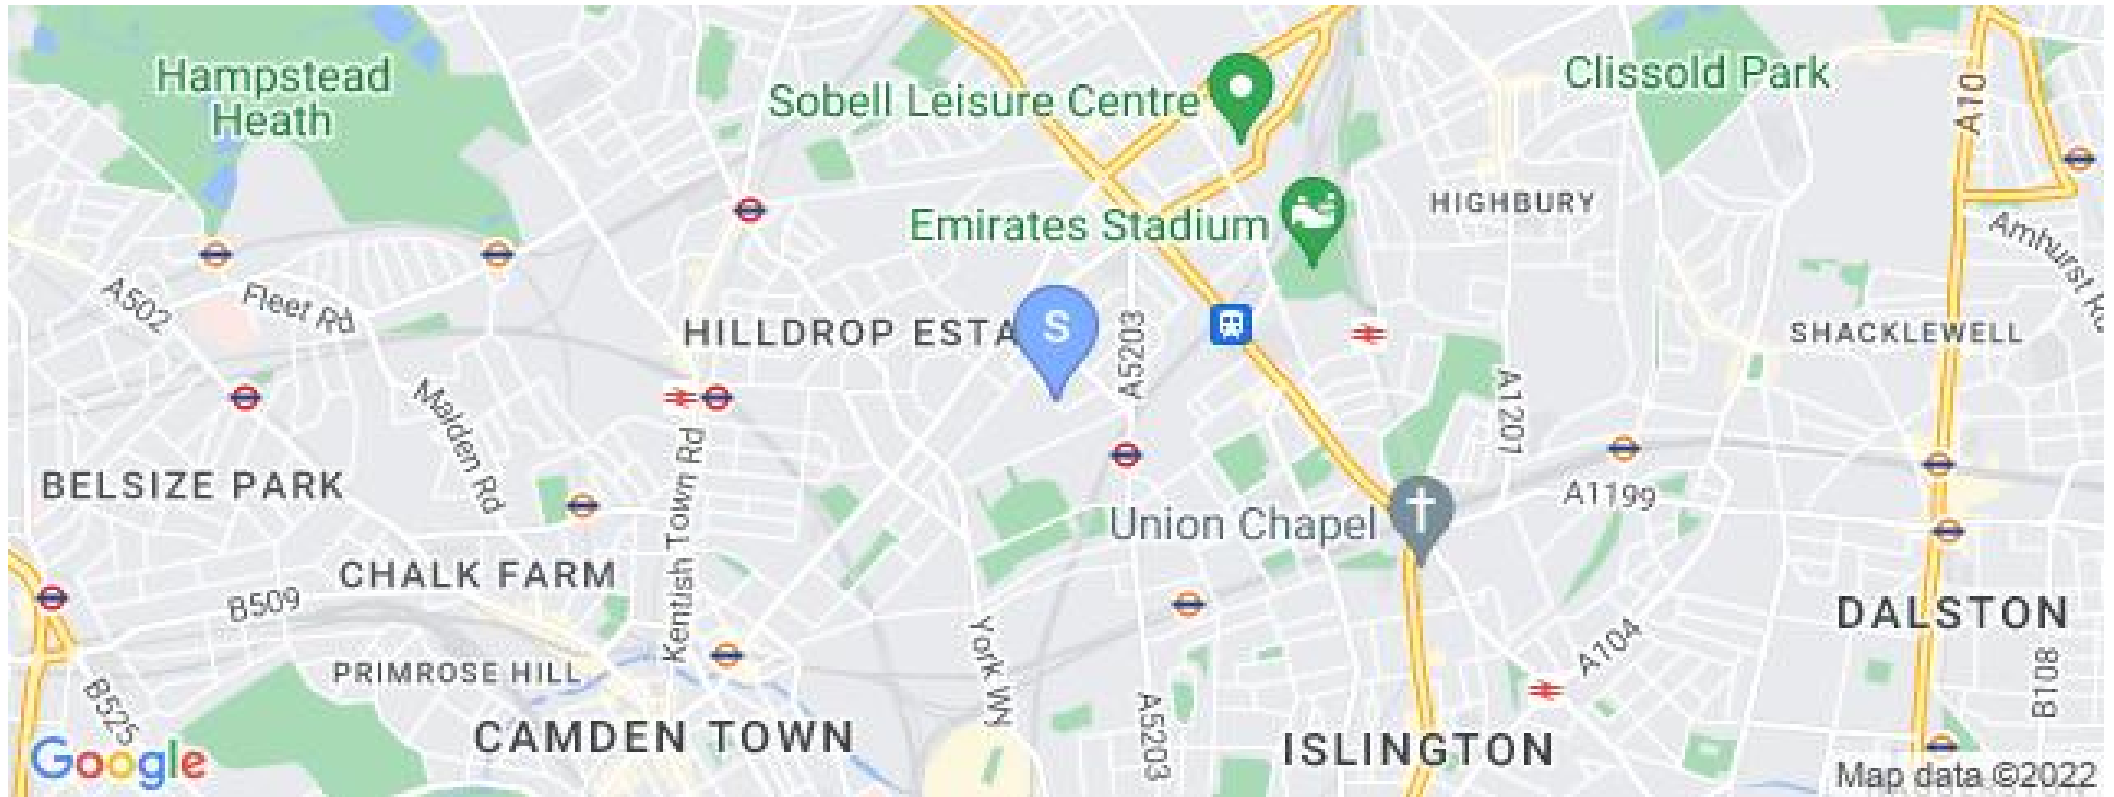 Hampstead
Heath
Sobell Leisure Centre
Clissold Park
A10
HIGHBURY
Emirates Stadium
Amhurst Rd
A502
Fleet Rd
HILLDROP ESTA
S
A5203
SHACKLEWELL
Malden Rd
A1201
BELSIZE PARK
Kentish Town Rd
A1199
Union Chapel
CHALK FARM
B509
DALSTON
York Wy
A104
PRIMROSE HILL
B108
B525
CAMDEN TOWN
A5203
ISLINGTON
Google
Map data ©2022